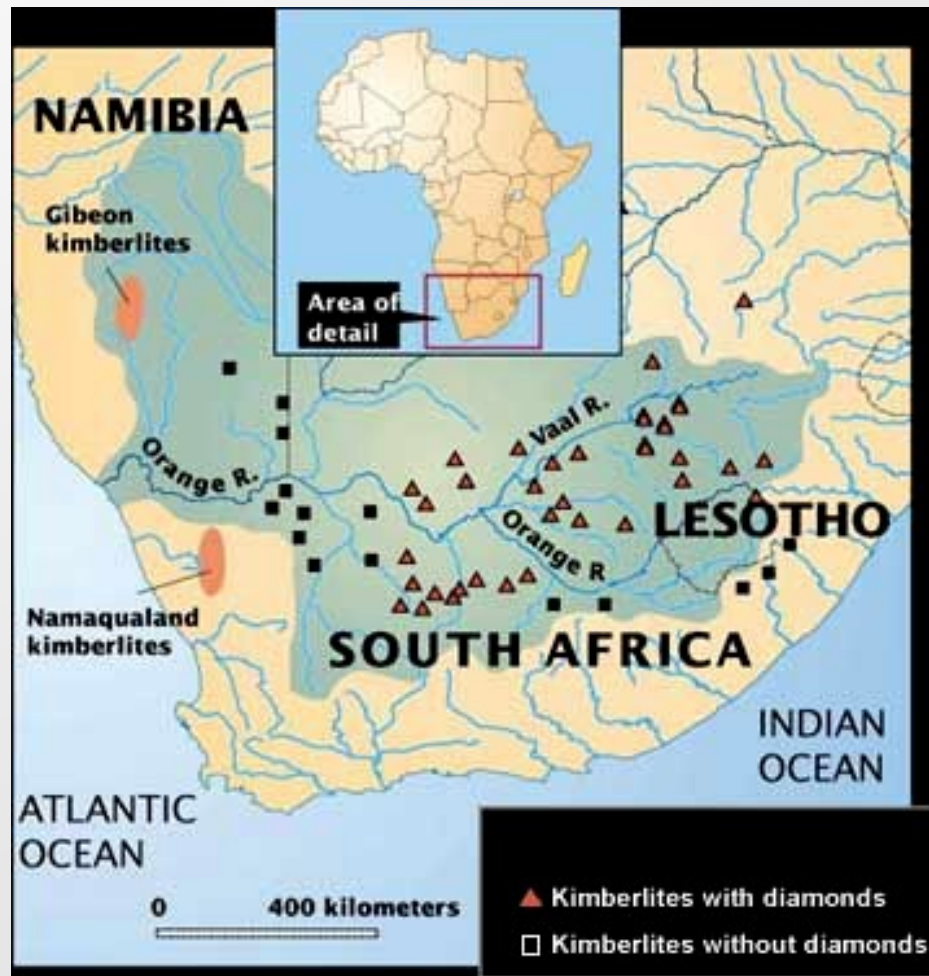 NAMIBIA
Gibeon
kimberlites
Area of
detail
Vaal R.
Orange R.
Orange R
LESOTHO
Namaqualand
kimberlites
SOUTH AFRICA
INDIAN
OCEAN
ATLANTIC
OCEAN
0 400 kilometers
Kimberlites with diamonds
Kimberlites without diamonds